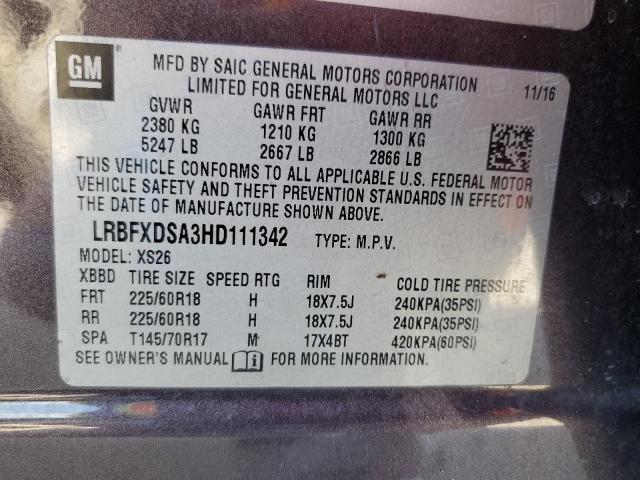 GM
MFD BY SAIC GENERAL MOTORS CORPORATION
LIMITED FOR GENERAL MOTORS LLC
11/16
GVWR GAWR FRT GAWR RR
2380 KG 1210 KG 1300 KG
5247 LB 2667 LB 2866 LB
THIS VEHICLE CONFORMS TO ALL APPLICABLE U.S. FEDERAL MOTOR
VEHICLE SAFETY AND THEFT PREVENTION STANDARDS IN EFFECT ON
THE DATE OF MANUFACTURE SHOWN ABOVE.
LRBFXDSA3HD111342 TYPE: M.P.V.
MODEL: XS26
XBBD TIRE SIZE SPEED RTG RIM COLD TIRE PRESSURE
FRT 225/60R18 H 18X7.5J 240KPA(35PSI)
RR 225/60R18 H 18X7.5J 240KPA(35PSI)
SPA T145/70R17 M 17X4BT 420KPA(60PSI)
SEE OWNER'S MANUAL FOR MORE INFORMATION.